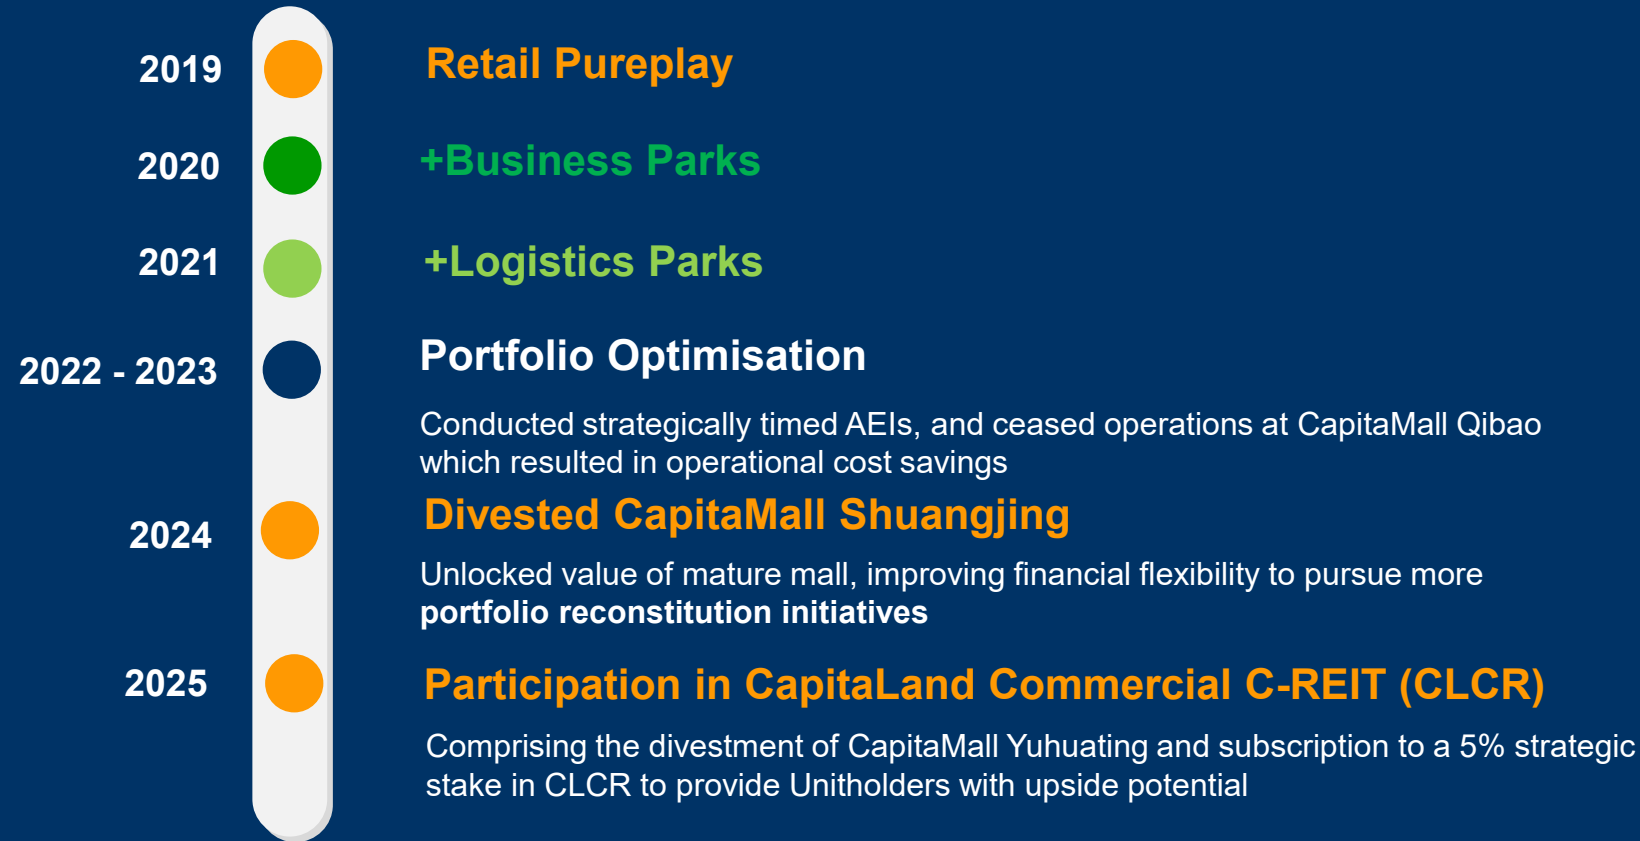 2019
Retail Pureplay
2020
+Business Parks
2021
+Logistics Parks
2022 - 2023
Portfolio Optimisation
Conducted strategically timed AEIs, and ceased operations at CapitaMall Qibao
which resulted in operational cost savings
2024
Divested CapitaMall Shuangjing
Unlocked value of mature mall, improving financial flexibility to pursue more
portfolio reconstitution initiatives
2025
Participation in CapitaLand Commercial C-REIT (CLCR)
Comprising the divestment of CapitaMall Yuhuating and subscription to a 5% strategic
stake in CLCR to provide Unitholders with upside potential